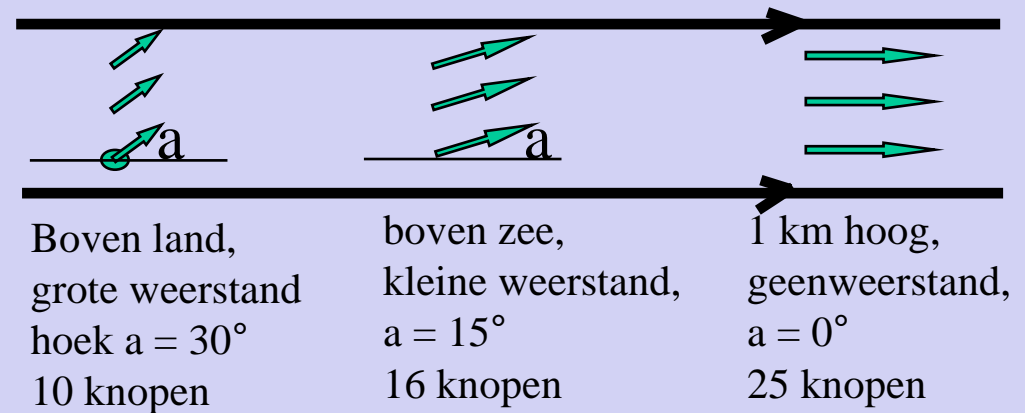 a
a
Boven land,
grote weerstand
hoek a = 30°
10 knopen
boven zee,
kleine weerstand,
a = 15°
16 knopen
1 km hoog,
geenweerstand,
a = 0°
25 knopen